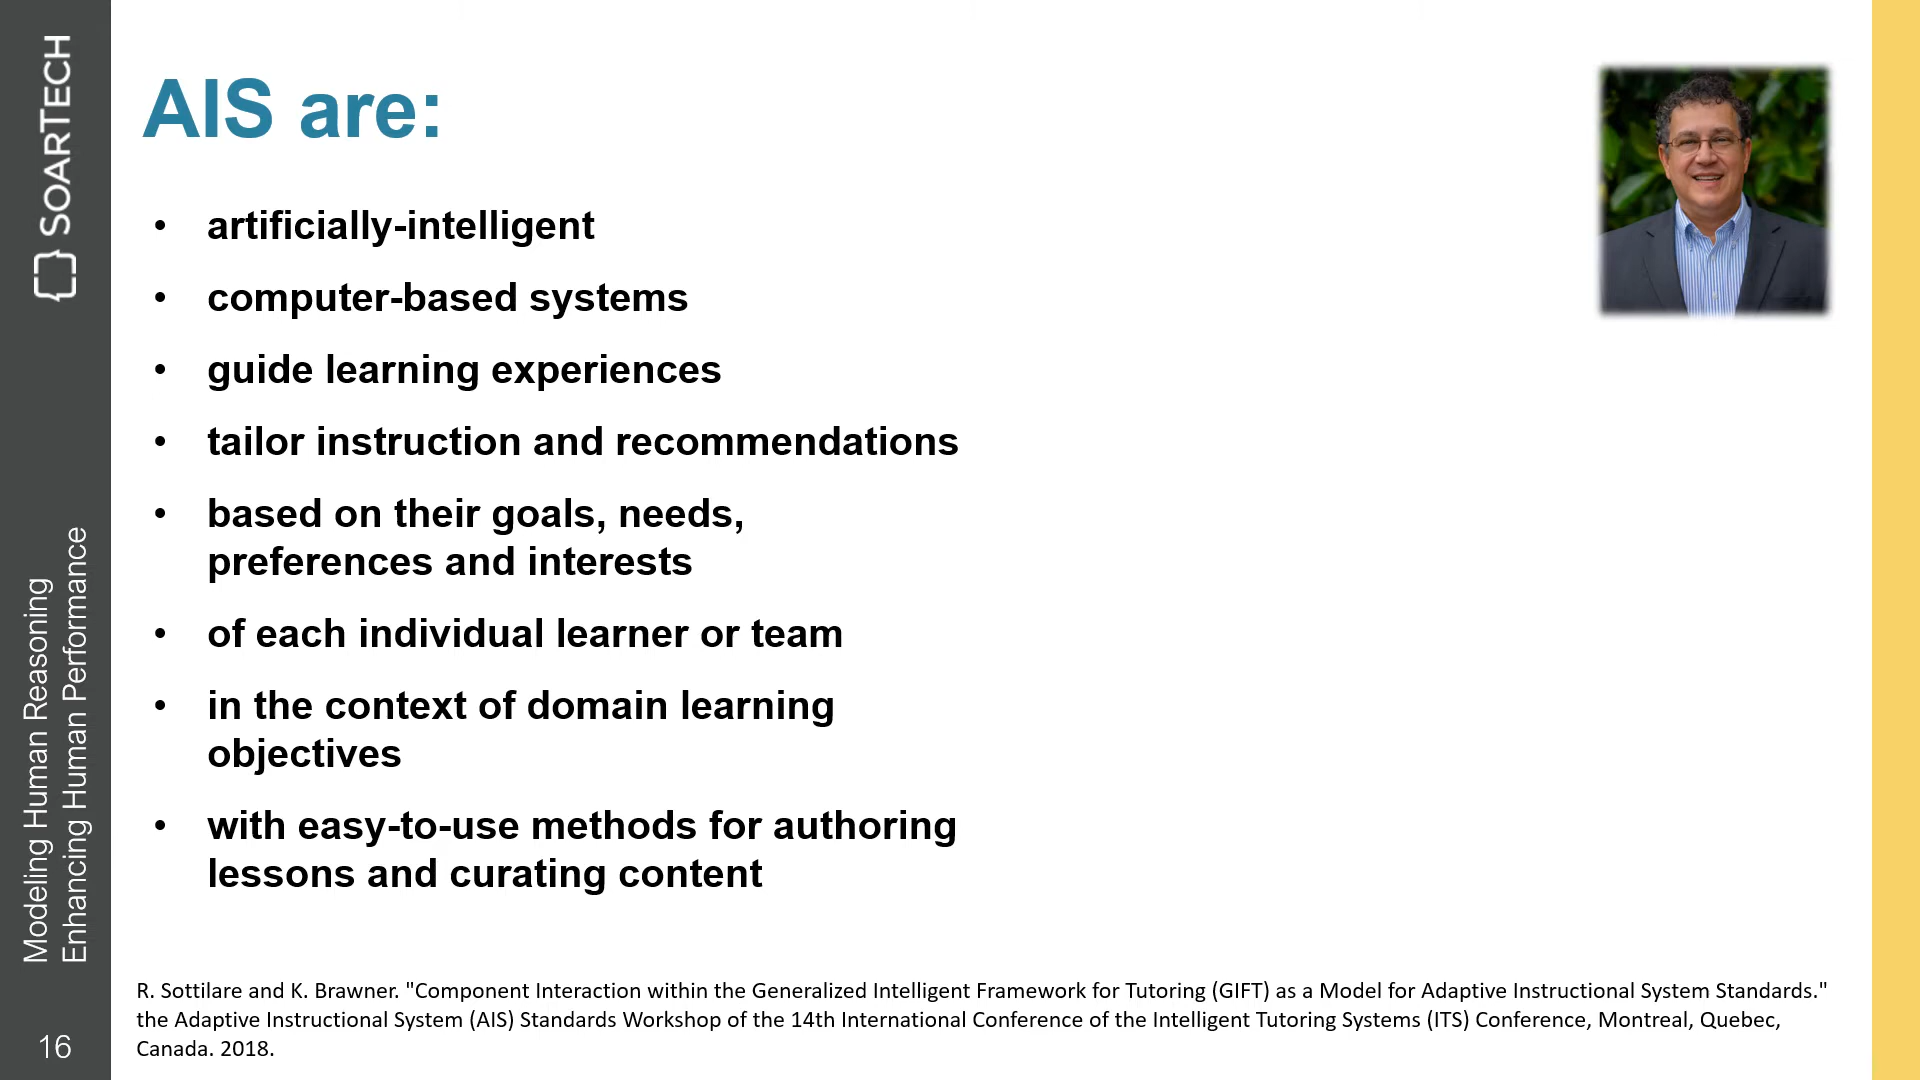 SOARTECH
Modeling Human Reasoning
Enhancing Human Performance
16
AIS are:
• artificially-intelligent
• computer-based systems
• guide learning experiences
• tailor instruction and recommendations
• based on their goals, needs,
preferences and interests
• of each individual learner or team
• in the context of domain learning
objectives
• with easy-to-use methods for authoring
lessons and curating content
R. Sottilare and K. Brawner. "Component Interaction within the Generalized Intelligent Framework for Tutoring (GIFT) as a Model for Adaptive Instructional System Standards."
the Adaptive Instructional System (AIS) Standards Workshop of the 14th International Conference of the Intelligent Tutoring Systems (ITS) Conference, Montreal, Quebec,
Canada. 2018.